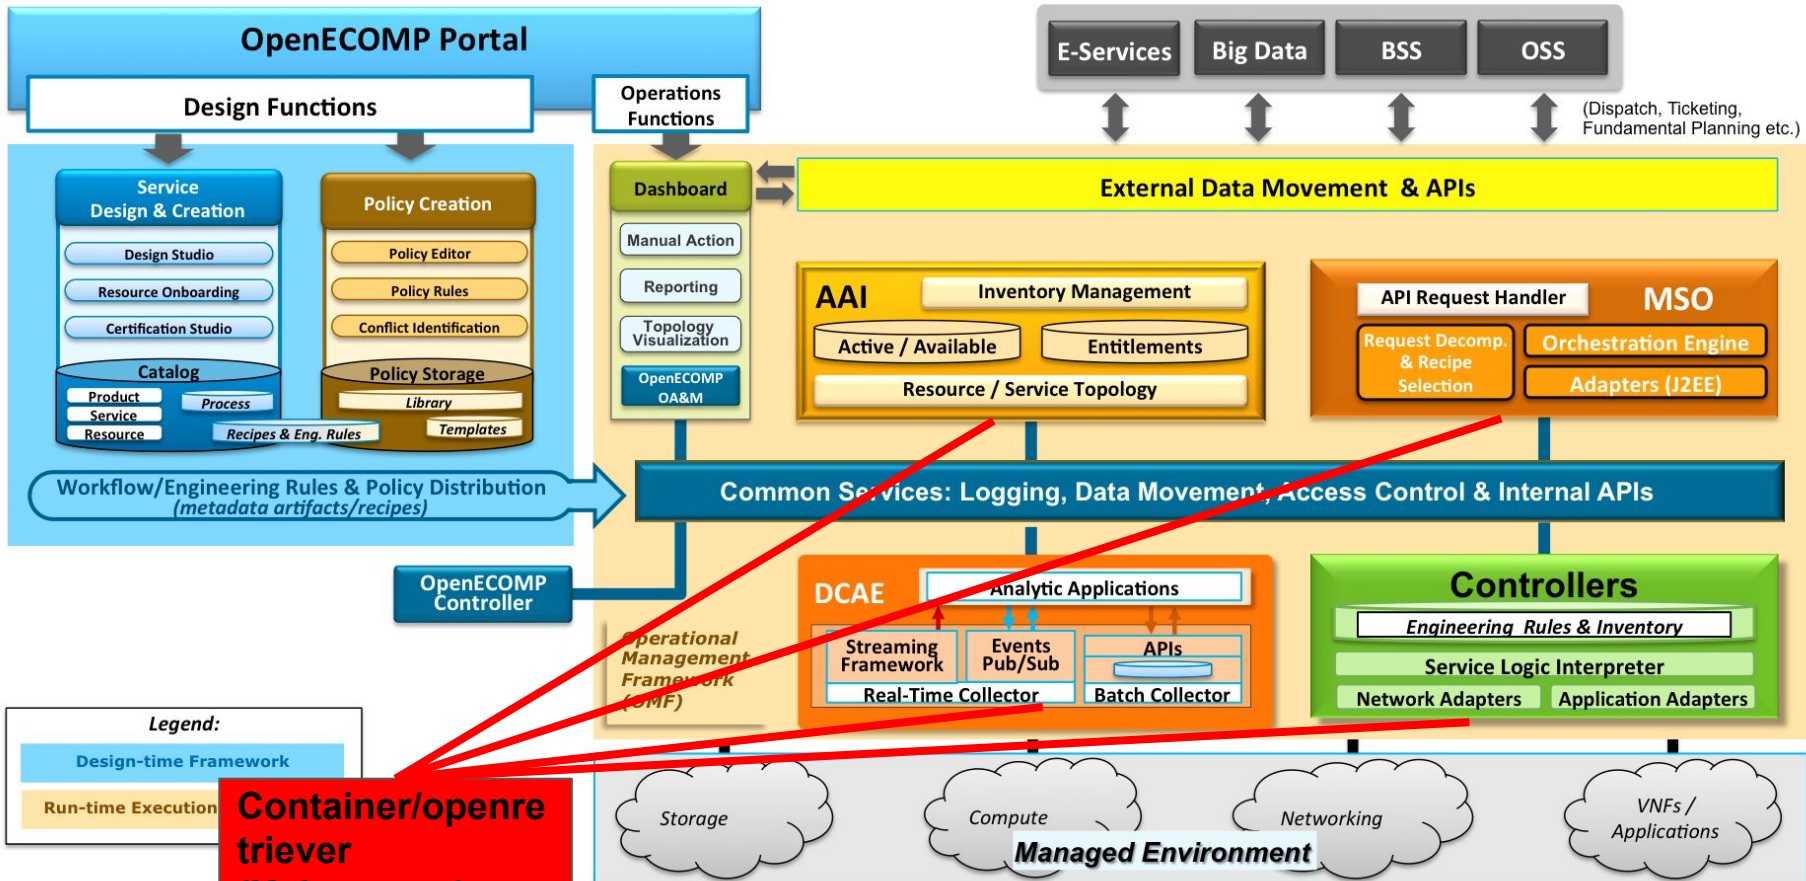 OpenECOMP Portal
Design Functions
Operations
Functions
E-Services
Big Data
BSS
OSS
(Dispatch, Ticketing,
Fundamental Planning etc.)
Service
Design & Creation
Design Studio
Resource Onboarding
Certification Studio
Catalog
Product
Service
Resource
Process
Recipes & Eng. Rules
Policy Creation
Policy Editor
Policy Rules
Conflict Identification
Policy Storage
Library
Templates
Workflow/Engineering Rules & Policy Distribution
(metadata artifacts/recipes)
Dashboard
Manual Action
Reporting
Topology
Visualization
OpenECOMP
OA&M
External Data Movement & APIs
AAI
Inventory Management
Active / Available
Entitlements
Resource / Service Topology
API Request Handler
MSO
Request Decomp.
& Recipe
Selection
Orchestration Engine
Adapters (J2EE)
Common Services: Logging, Data Movement, Access Control & Internal APIs
OpenECOMP
Controller
Operational
Management
Framework
(OMF)
DCAE
Analytic Applications
Streaming
Framework
Events
Pub/Sub
APIs
Real-Time Collector
Batch Collector
Controllers
Engineering Rules & Inventory
Service Logic Interpreter
Network Adapters
Application Adapters
Legend:
Design-time Framework
Run-time Execution
Container/openre
triever
Storage
Compute
Networking
VNFs /
Applications
Managed Environment